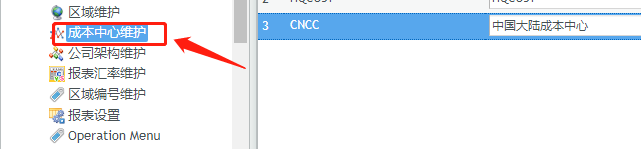 区域维护
成本中心维护
公司架构维护
报表汇率维护
区域编号维护
报表设置
Operation Menu
3 CNCC 中国大陆成本中心